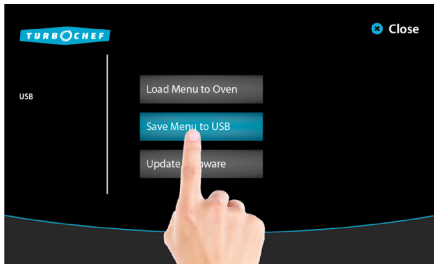 TURBOCHEF
Close
USB
Load Menu to Oven
Save Menu to USB
Update